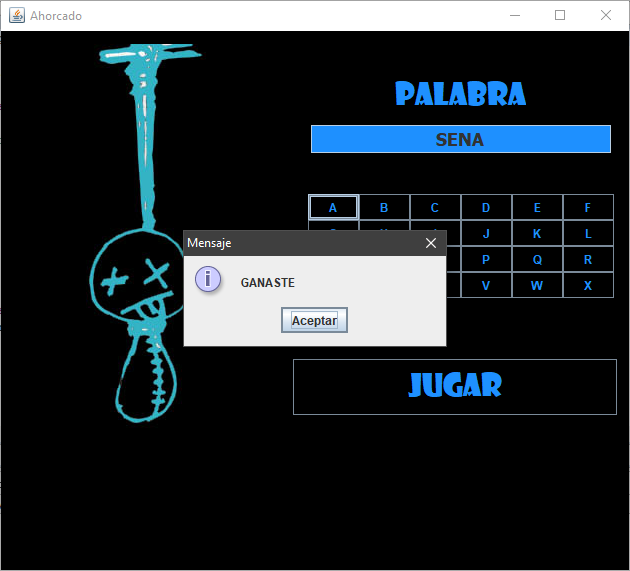 Ahorcado
PALABRA
SENA
A B C D E F
J K L
Mensaje
P Q R
GANASTE
V W X
Aceptar
JUGAR